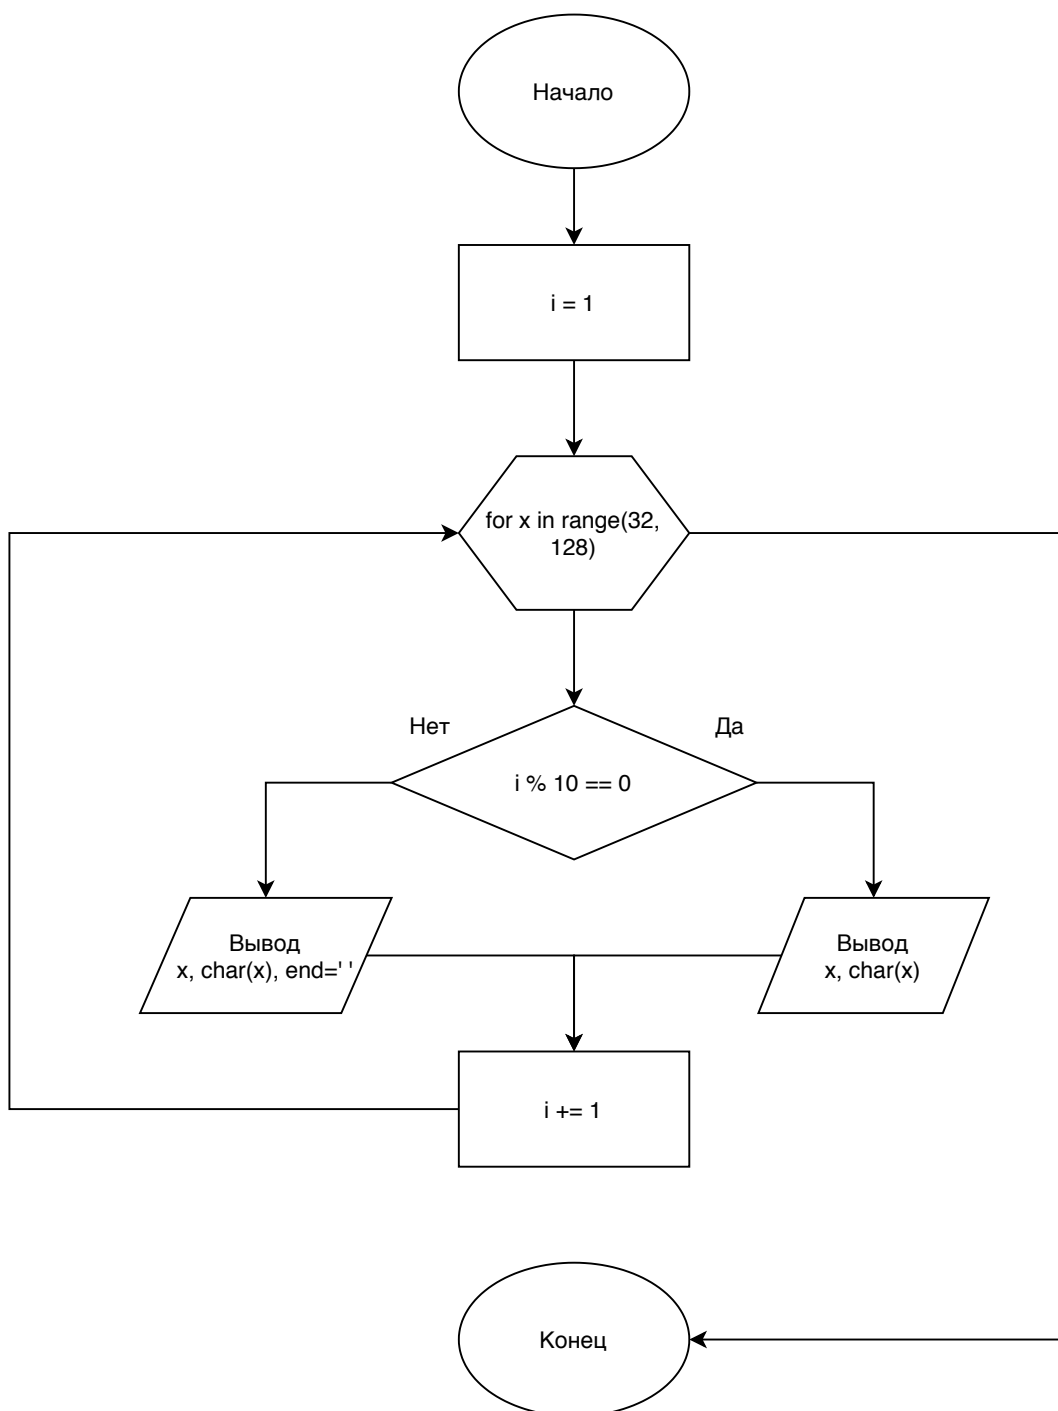 Начало
i = 1
for x in range(32,
128)
Нет
Да
i % 10 == 0
Вывод
x, char(x), end=' '
Вывод
x, char(x)
i += 1
Конец